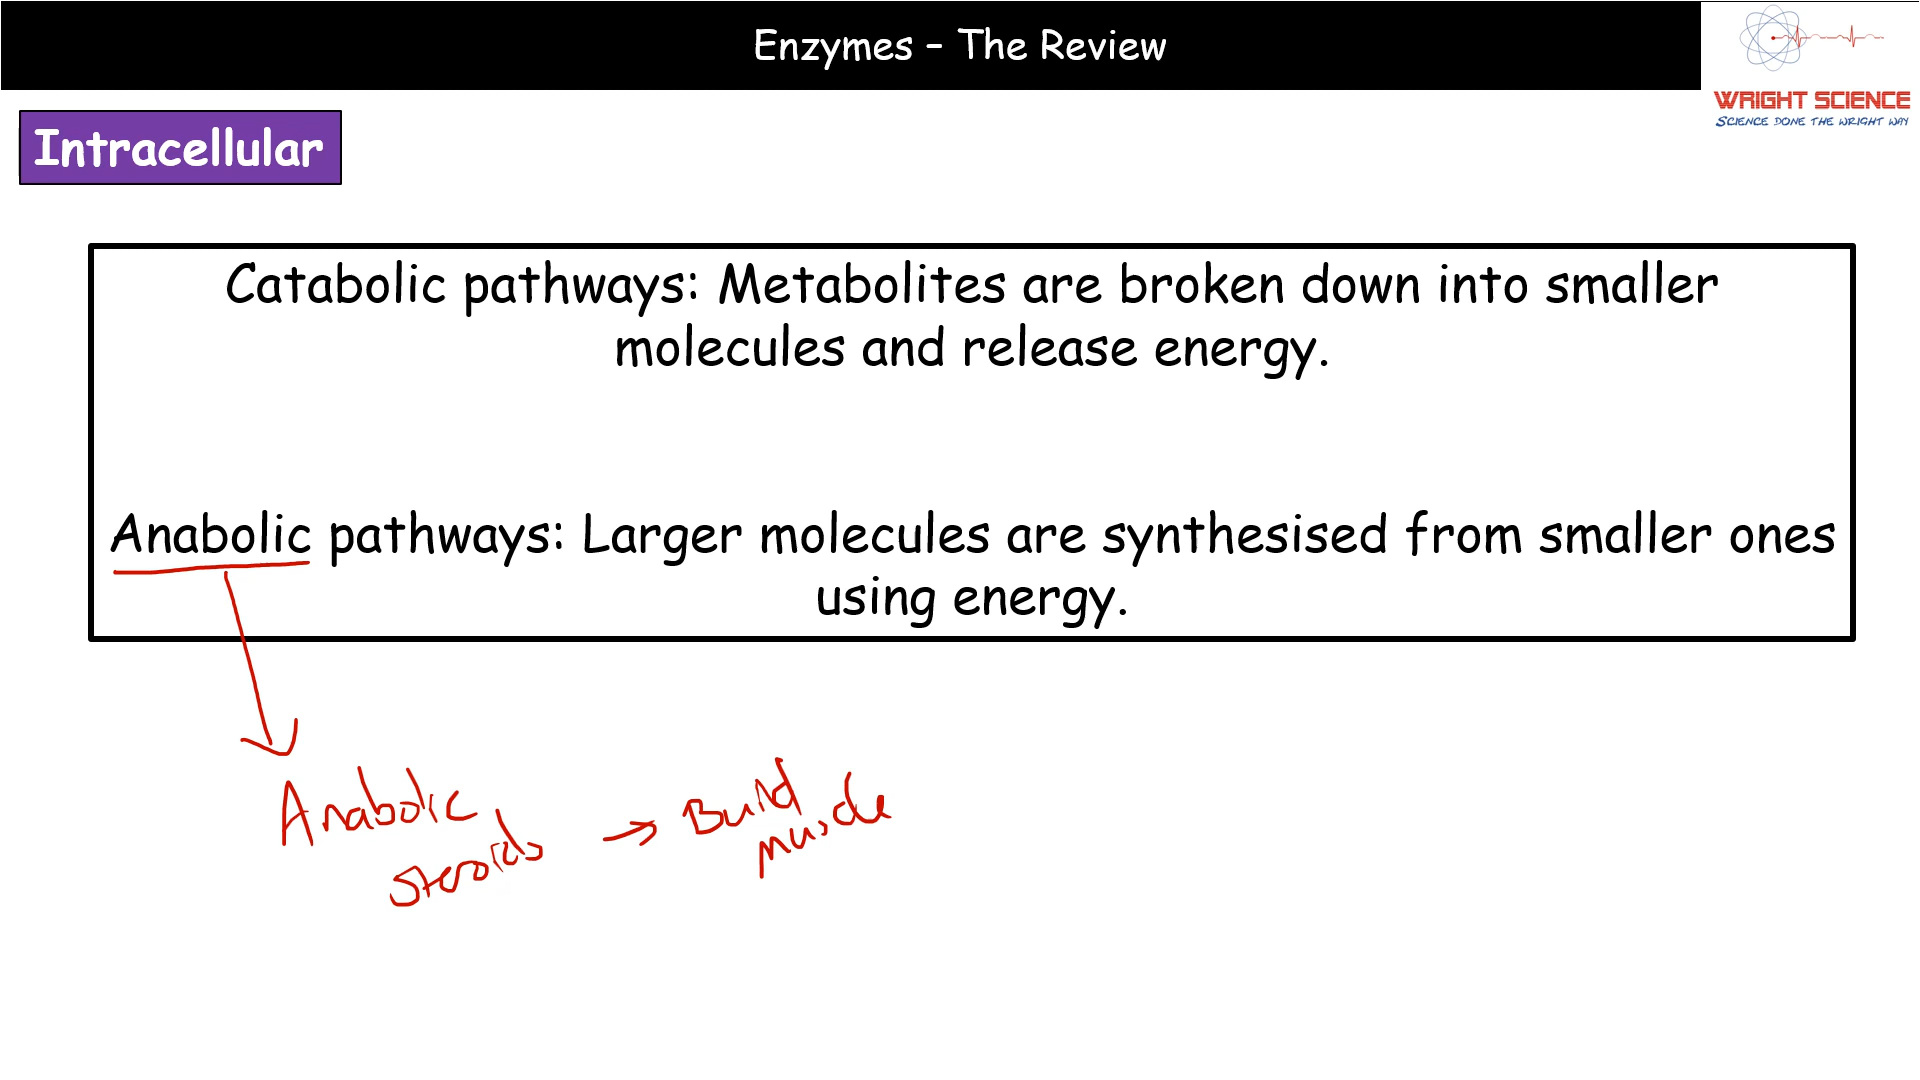 Enzymes – The Review
WRIGHT SCIENCE
SCIENCE DONE THE WRIGHT WAY
Intracellular
Catabolic pathways: Metabolites are broken down into smaller
molecules and release energy.
Anabolic pathways: Larger molecules are synthesised from smaller ones
using energy.
Anabolic
steroids
→ Build
muscle